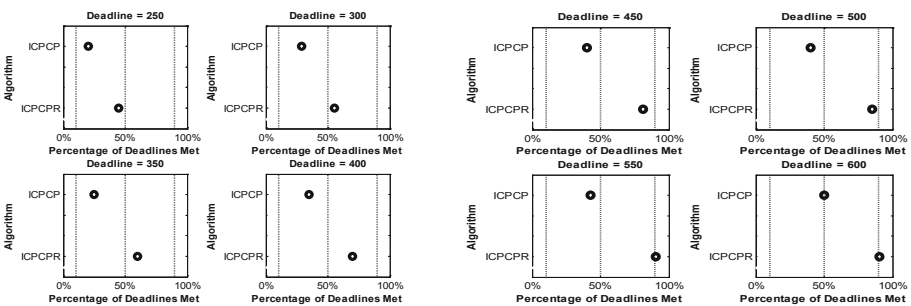 Deadline = 250
ICPCP
ICPCPR
Algorithm
0% 50% 100%
Percentage of Deadlines Met
Deadline = 300
ICPCP
ICPCPR
Algorithm
0% 50% 100%
Percentage of Deadlines Met
Deadline = 350
ICPCP
ICPCPR
Algorithm
0% 50% 100%
Percentage of Deadlines Met
Deadline = 400
ICPCP
ICPCPR
Algorithm
0% 50% 100%
Percentage of Deadlines Met
Deadline = 450
ICPCP
ICPCPR
Algorithm
0% 50% 100%
Percentage of Deadlines Met
Deadline = 500
ICPCP
ICPCPR
Algorithm
0% 50% 100%
Percentage of Deadlines Met
Deadline = 550
ICPCP
ICPCPR
Algorithm
0% 50% 100%
Percentage of Deadlines Met
Deadline = 600
ICPCP
ICPCPR
Algorithm
0% 50% 100%
Percentage of Deadlines Met